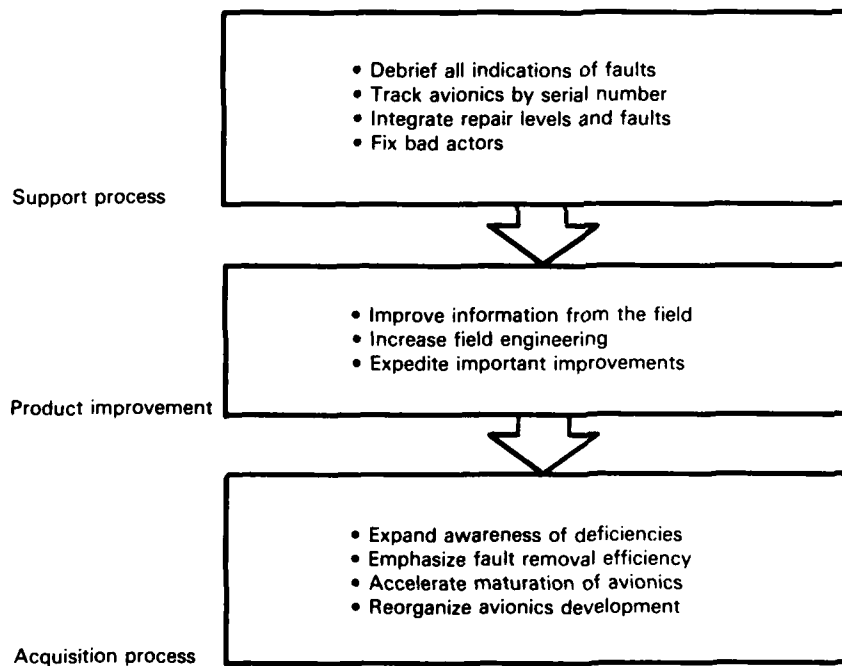 • Debrief all indications of faults
• Track avionics by serial number
• Integrate repair levels and faults
• Fix bad actors
Support process
• Improve information from the field
• Increase field engineering
• Expedite important improvements
Product improvement
• Expand awareness of deficiencies
• Emphasize fault removal efficiency
• Accelerate maturation of avionics
• Reorganize avionics development
Acquisition process